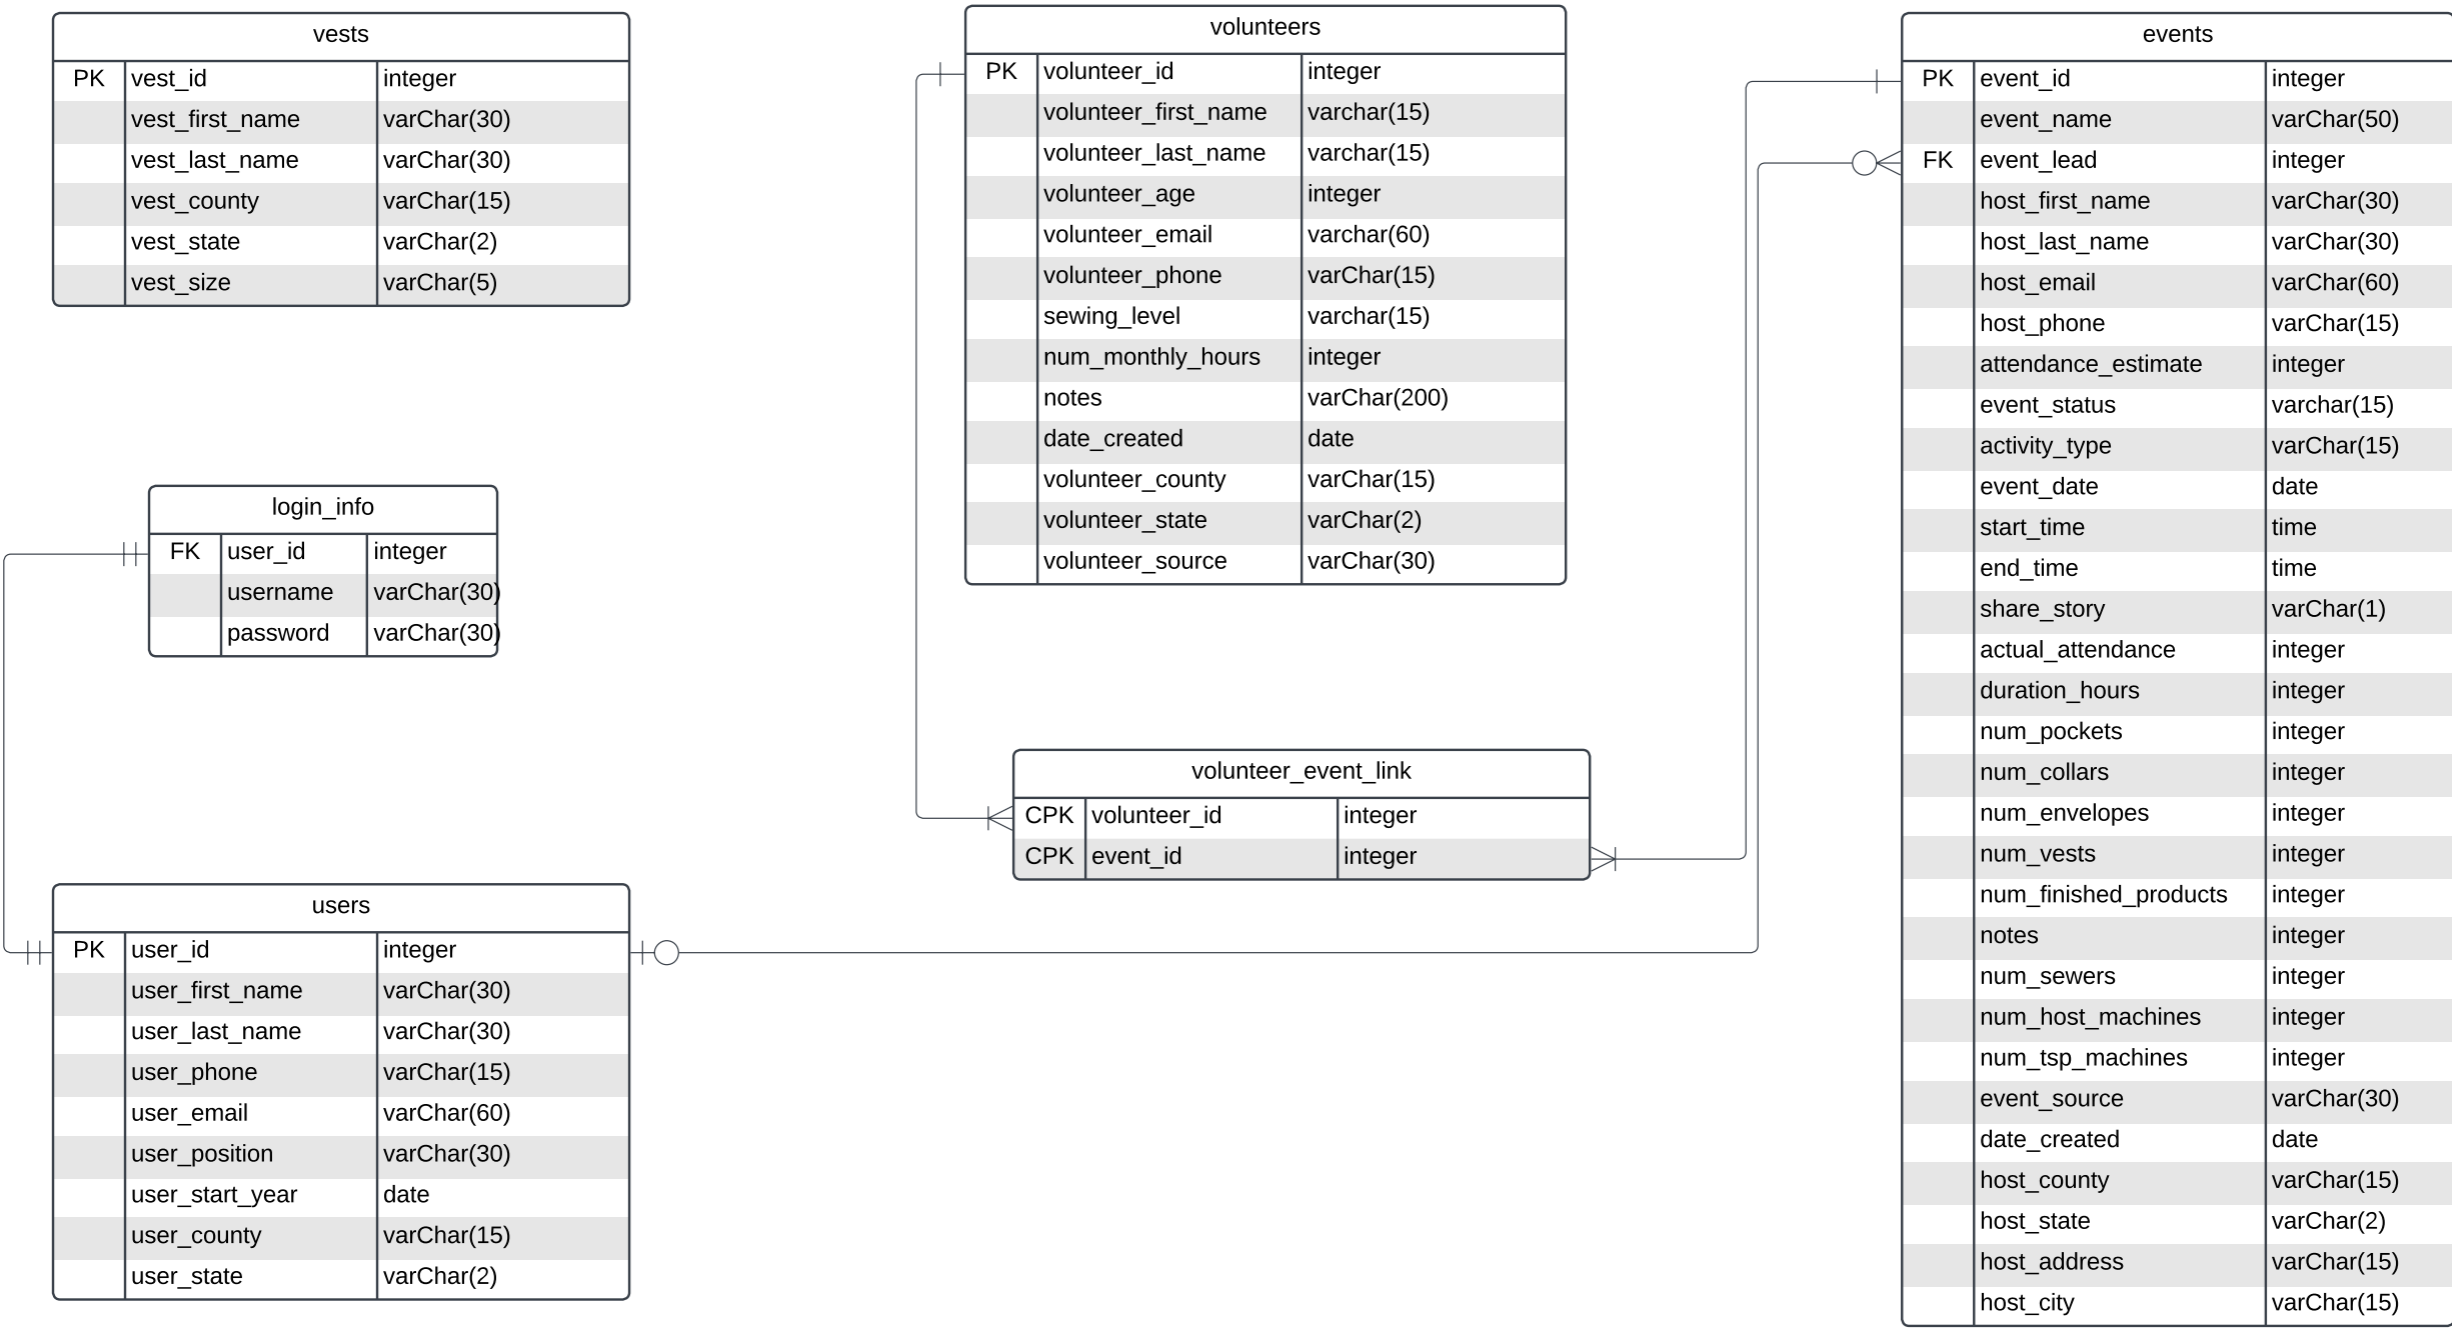 vests
PK vest_id integer
vest_first_name varChar(30)
vest_last_name varChar(30)
vest_county varChar(15)
vest_state varChar(2)
vest_size varChar(5)
login_info
FK user_id integer
username varChar(30)
password varChar(30)
users
PK user_id integer
user_first_name varChar(30)
user_last_name varChar(30)
user_phone varChar(15)
user_email varChar(60)
user_position varChar(30)
user_start_year date
user_county varChar(15)
user_state varChar(2)
volunteers
PK volunteer_id integer
volunteer_first_name varchar(15)
volunteer_last_name varchar(15)
volunteer_age integer
volunteer_email varchar(60)
volunteer_phone varChar(15)
sewing_level varchar(15)
num_monthly_hours integer
notes varChar(200)
date_created date
volunteer_county varChar(15)
volunteer_state varChar(2)
volunteer_source varChar(30)
volunteer_event_link
CPK volunteer_id integer
CPK event_id integer
events
PK event_id integer
event_name varChar(50)
FK event_lead integer
host_first_name varChar(30)
host_last_name varChar(30)
host_email varChar(60)
host_phone varChar(15)
attendance_estimate integer
event_status varchar(15)
activity_type varChar(15)
event_date date
start_time time
end_time time
share_story varChar(1)
actual_attendance integer
duration_hours integer
num_pockets integer
num_collars integer
num_envelopes integer
num_vests integer
num_finished_products integer
notes integer
num_sewers integer
num_host_machines integer
num_tsp_machines integer
event_source varChar(30)
date_created date
host_county varChar(15)
host_state varChar(2)
host_address varChar(15)
host_city varChar(15)